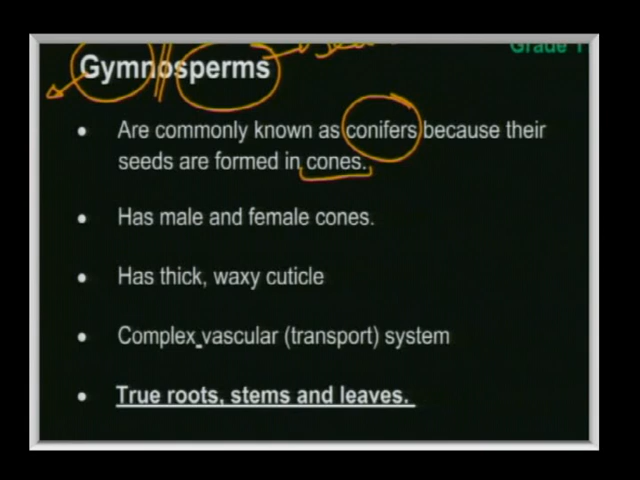 Grade 1
Gymnosperms
• Are commonly known as conifers because their
seeds are formed in cones.
• Has male and female cones.
• Has thick, waxy cuticle
• Complex vascular (transport) system
• True roots, stems and leaves.